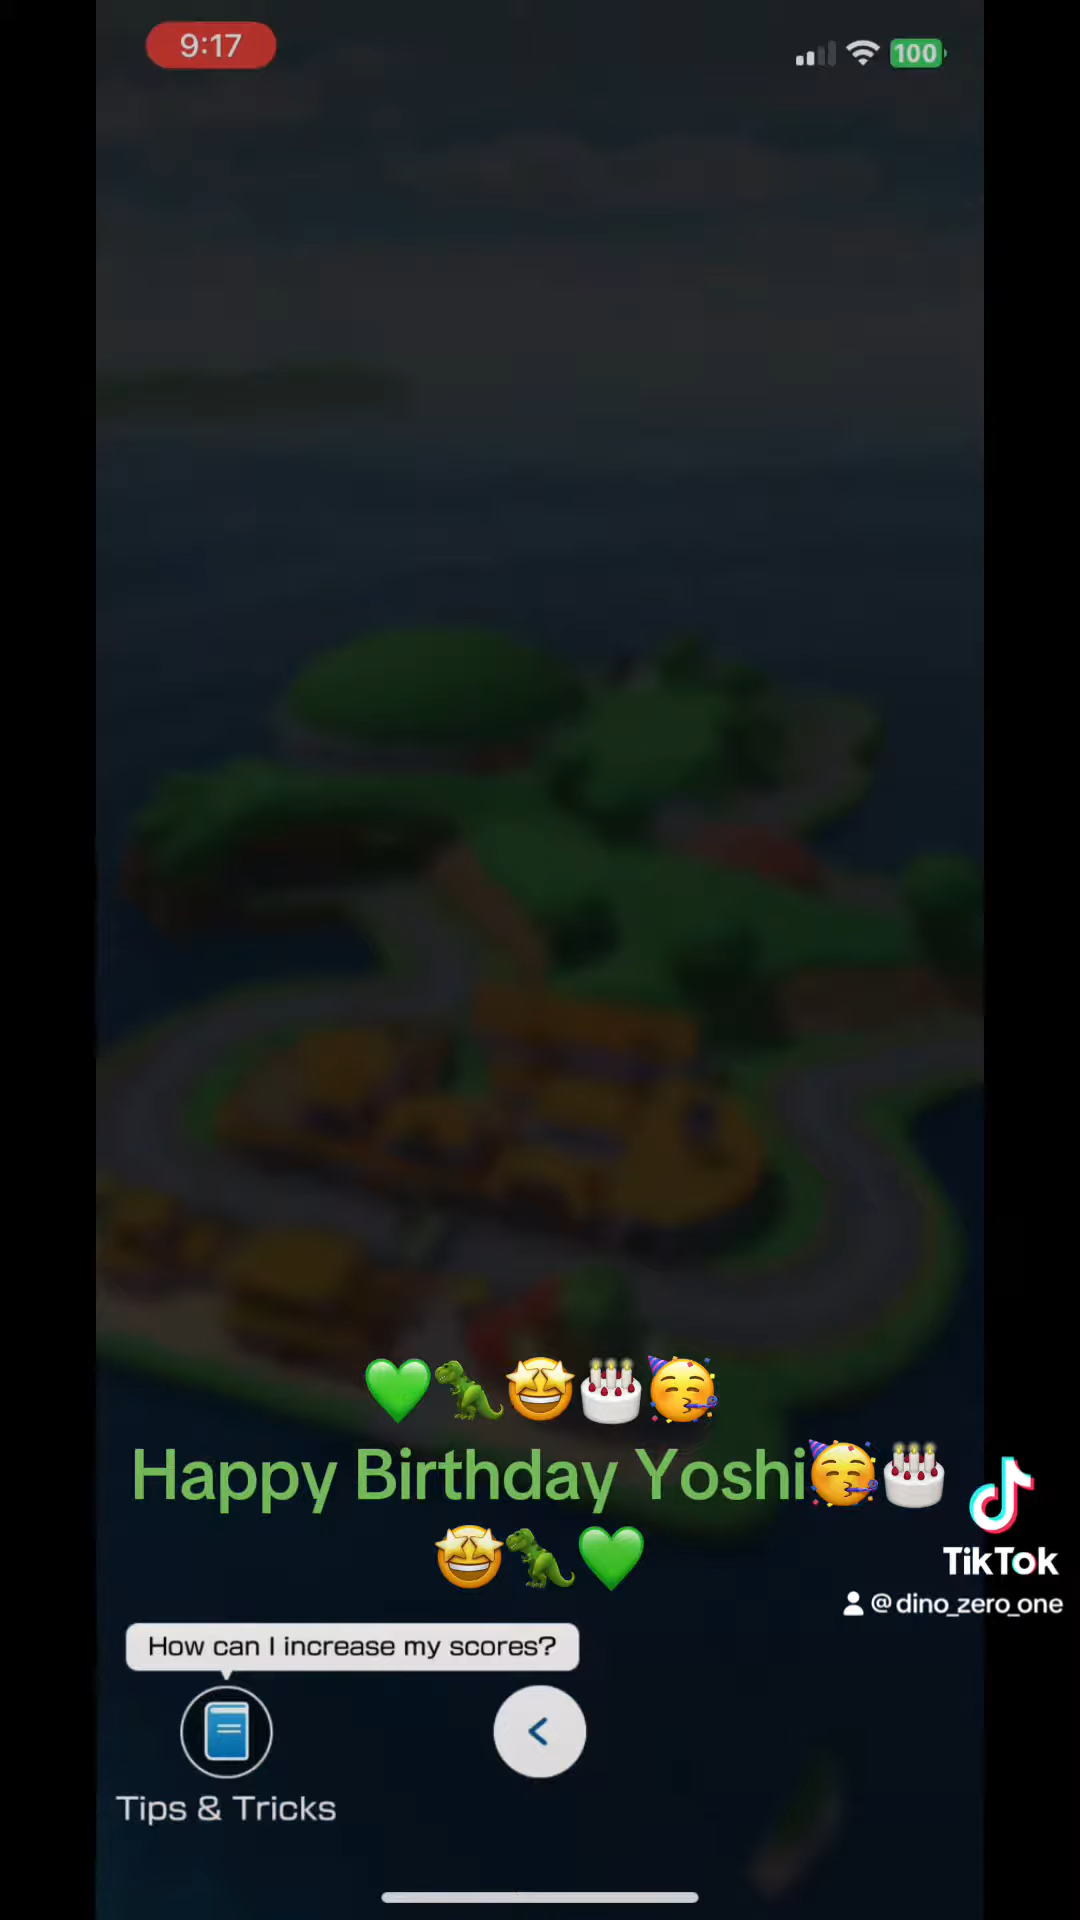 9:17
100
💚🦖🤩🎂🥳
Happy Birthday Yoshi🥳🎂
🤩🦖💚
TikTok
@dino_zero_one
How can I increase my scores?
Tips & Tricks